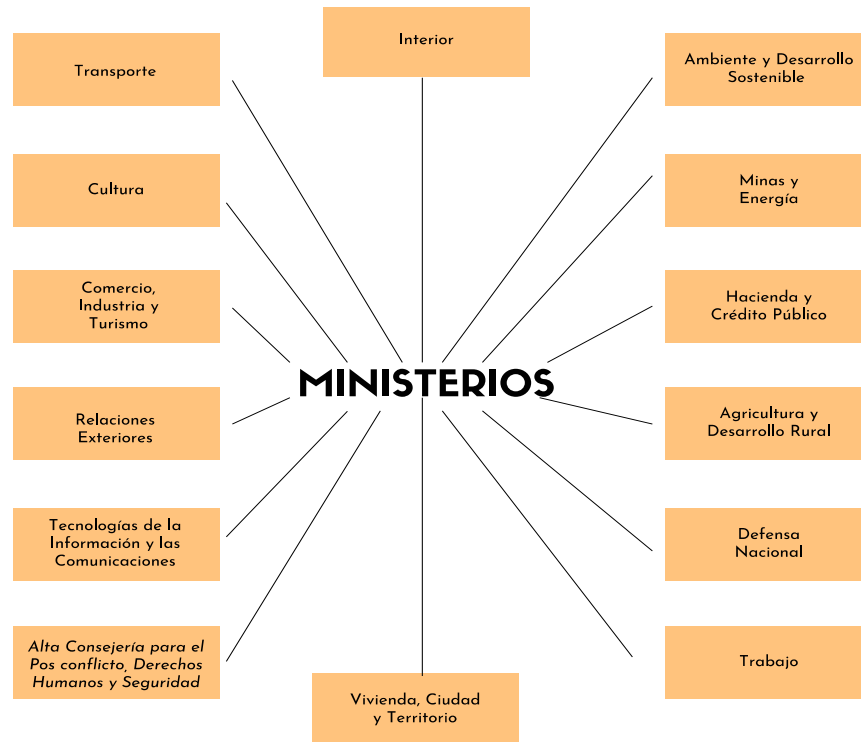 Interior
Transporte
Ambiente y Desarrollo
Sostenible
Cultura
Minas y
Energía
Comercio,
Industria y
Turismo
Hacienda y
Crédito Público
MINISTERIOS
Relaciones
Exteriores
Agricultura y
Desarrollo Rural
Tecnologías de la
Información y las
Comunicaciones
Defensa
Nacional
Alta Consejería para el
Pos conflicto, Derechos
Humanos y Seguridad
Trabajo
Vivienda, Ciudad
y Territorio